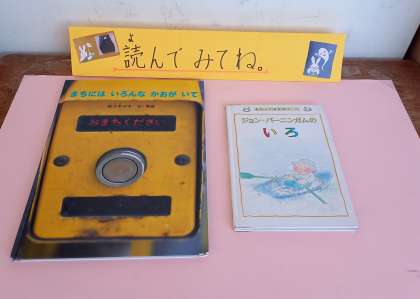 よ
読んでみてね。
まちには いろんな かおが いて
おまちください
ジョン・バーニンガムの
いろ